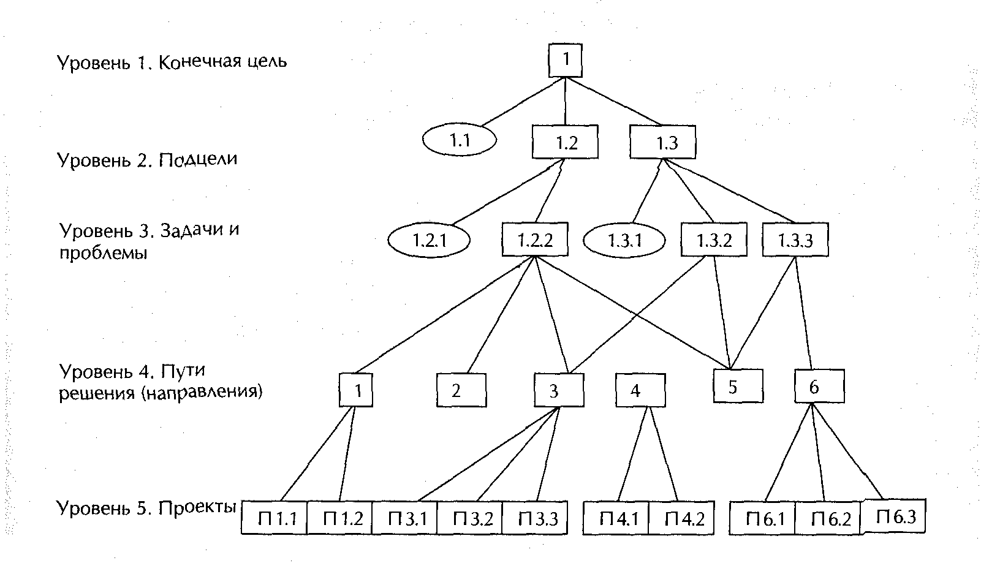 Уровень 1. Конечная цель
1
1.1
1.2
1.3
Уровень 2. Подцели
Уровень 3. Задачи и
проблемы
1.2.1
1.2.2
1.3.1
1.3.2
1.3.3
Уровень 4. Пути
решения (направления)
1
2
3
4
5
6
Уровень 5. Проекты
П 1.1
П 1.2
П 3.1
П 3.2
П 3.3
П 4.1
П 4.2
П 6.1
П 6.2
П 6.3